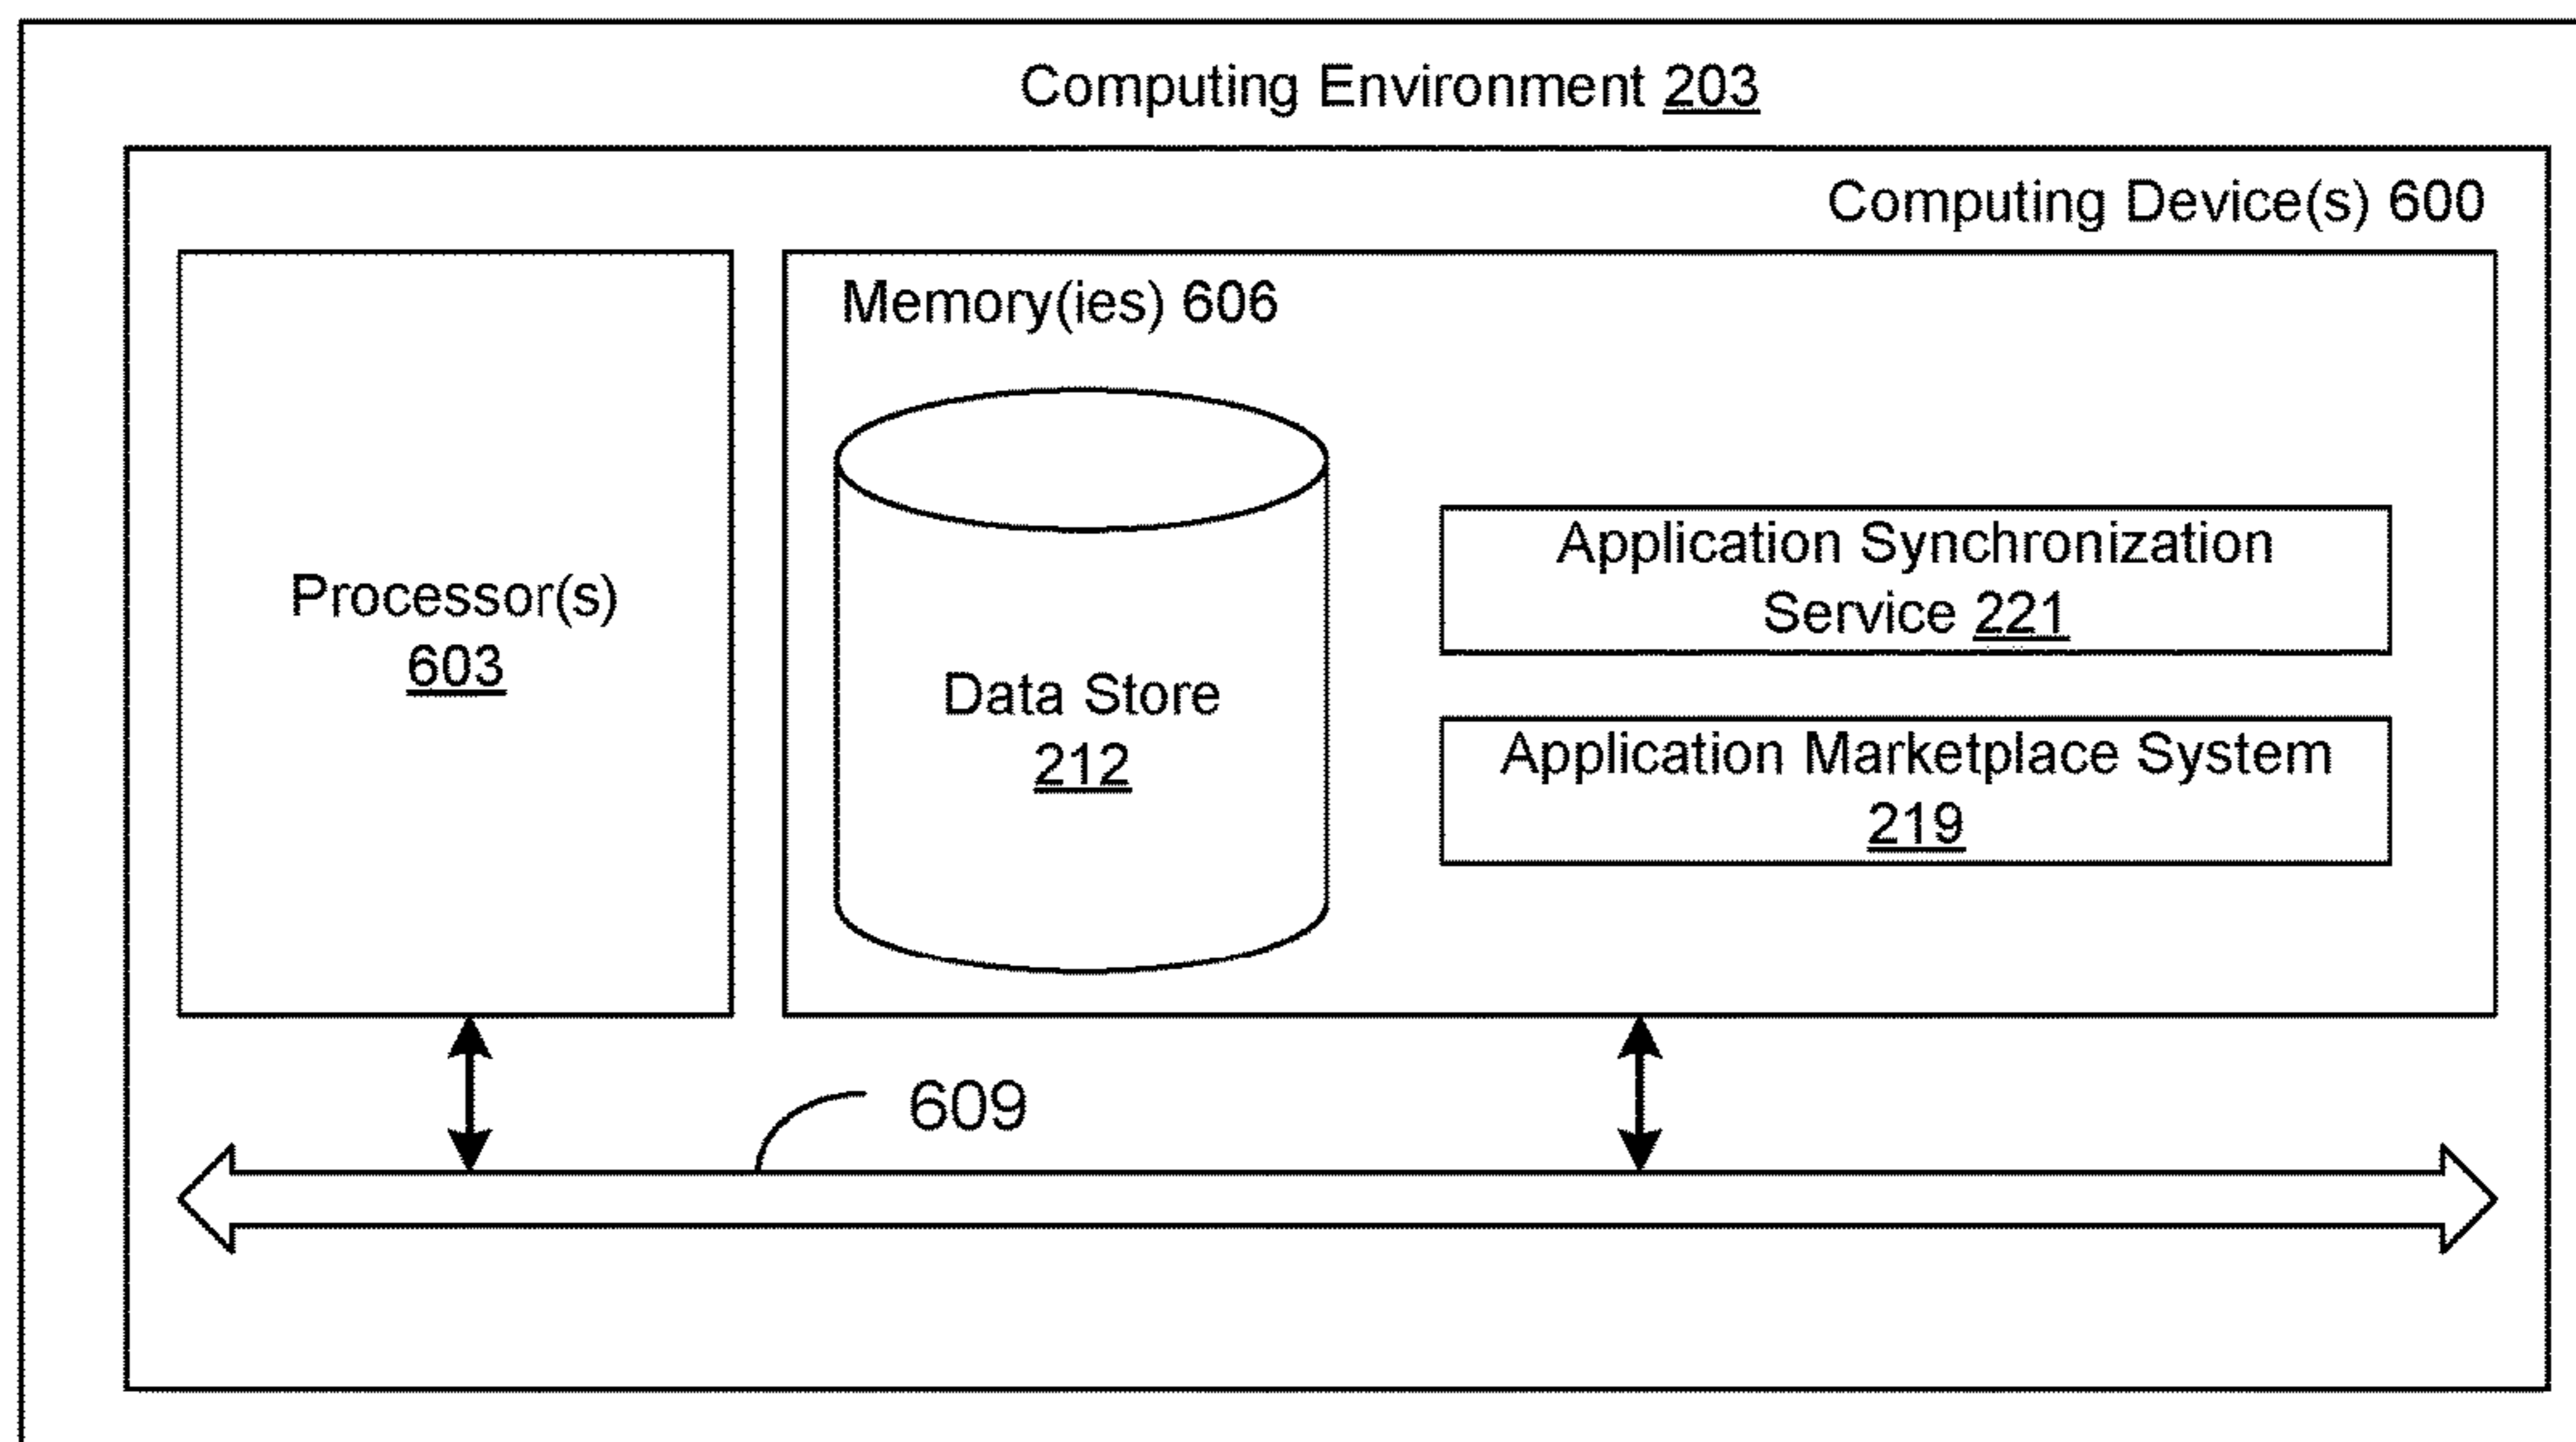 Computing Environment 203
Computing Device(s) 600
Memory(ies) 606
Processor(s)
603
Data Store
212
Application Synchronization
Service 221
Application Marketplace System
219
609